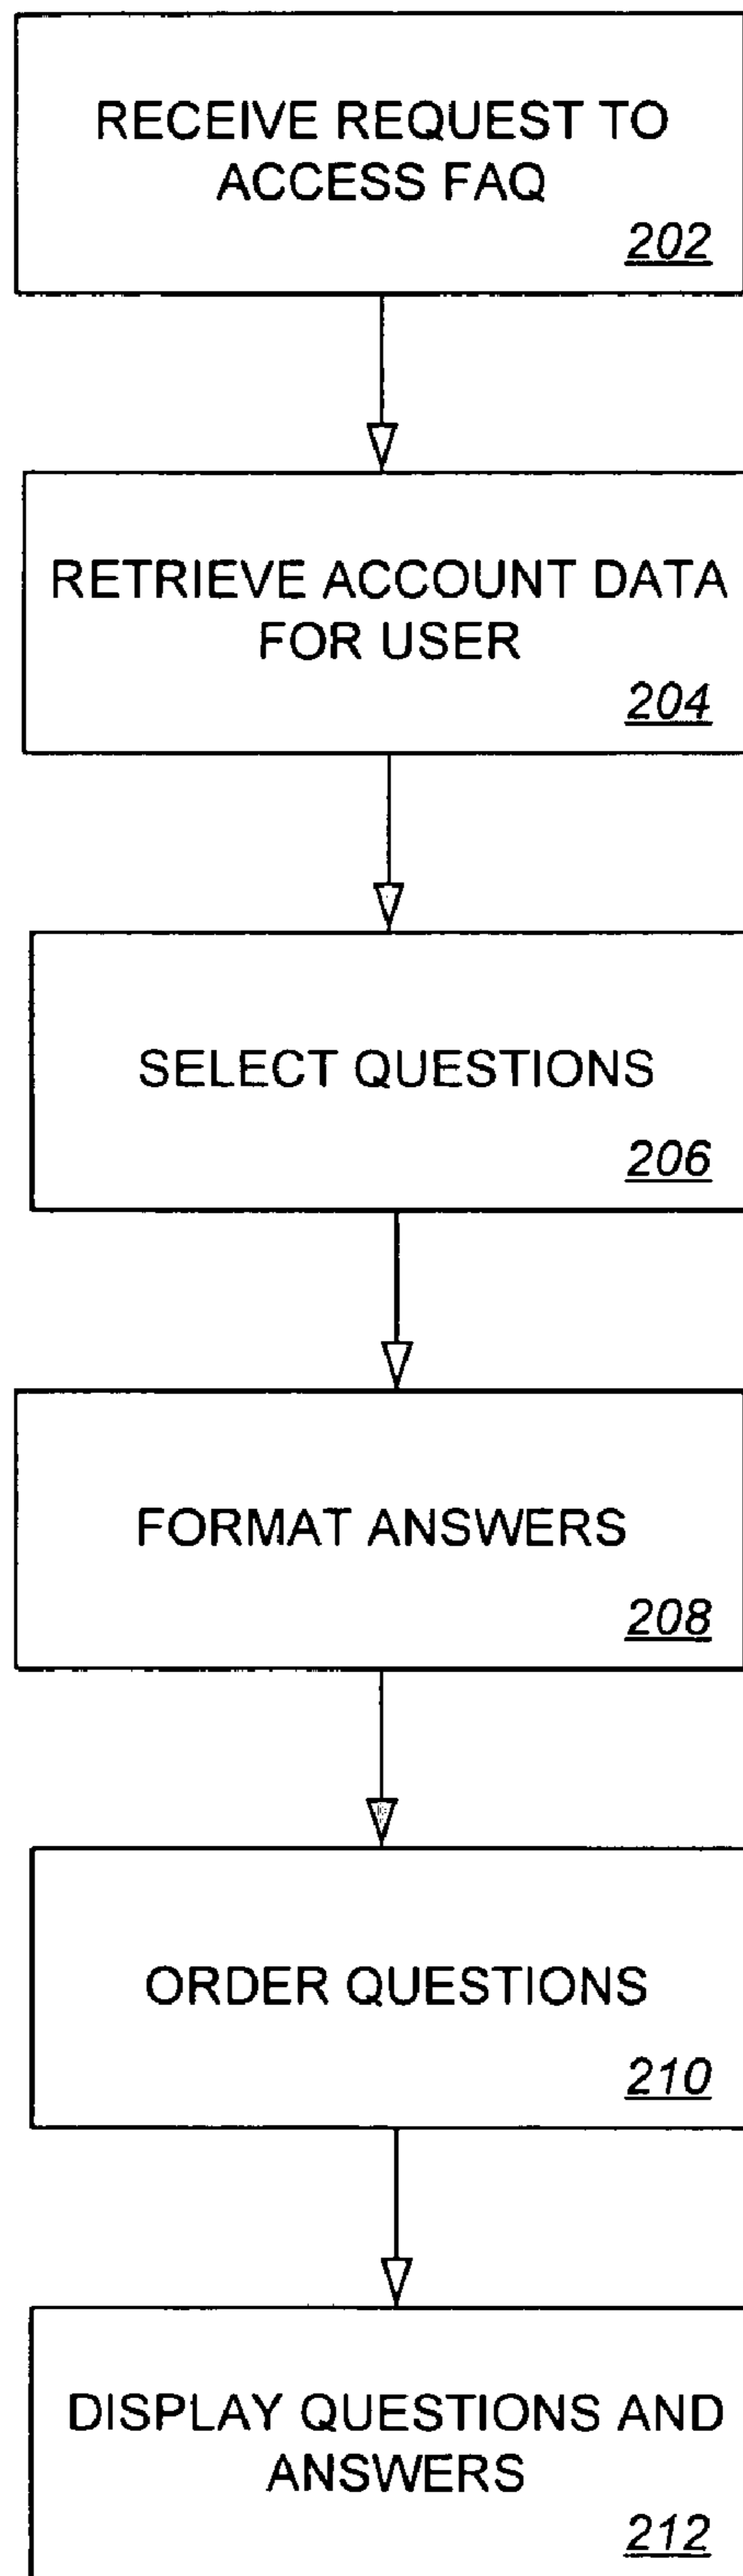 RECEIVE REQUEST TO
ACCESS FAQ
202
RETRIEVE ACCOUNT DATA
FOR USER
204
SELECT QUESTIONS
206
FORMAT ANSWERS
208
ORDER QUESTIONS
210
DISPLAY QUESTIONS AND
ANSWERS
212